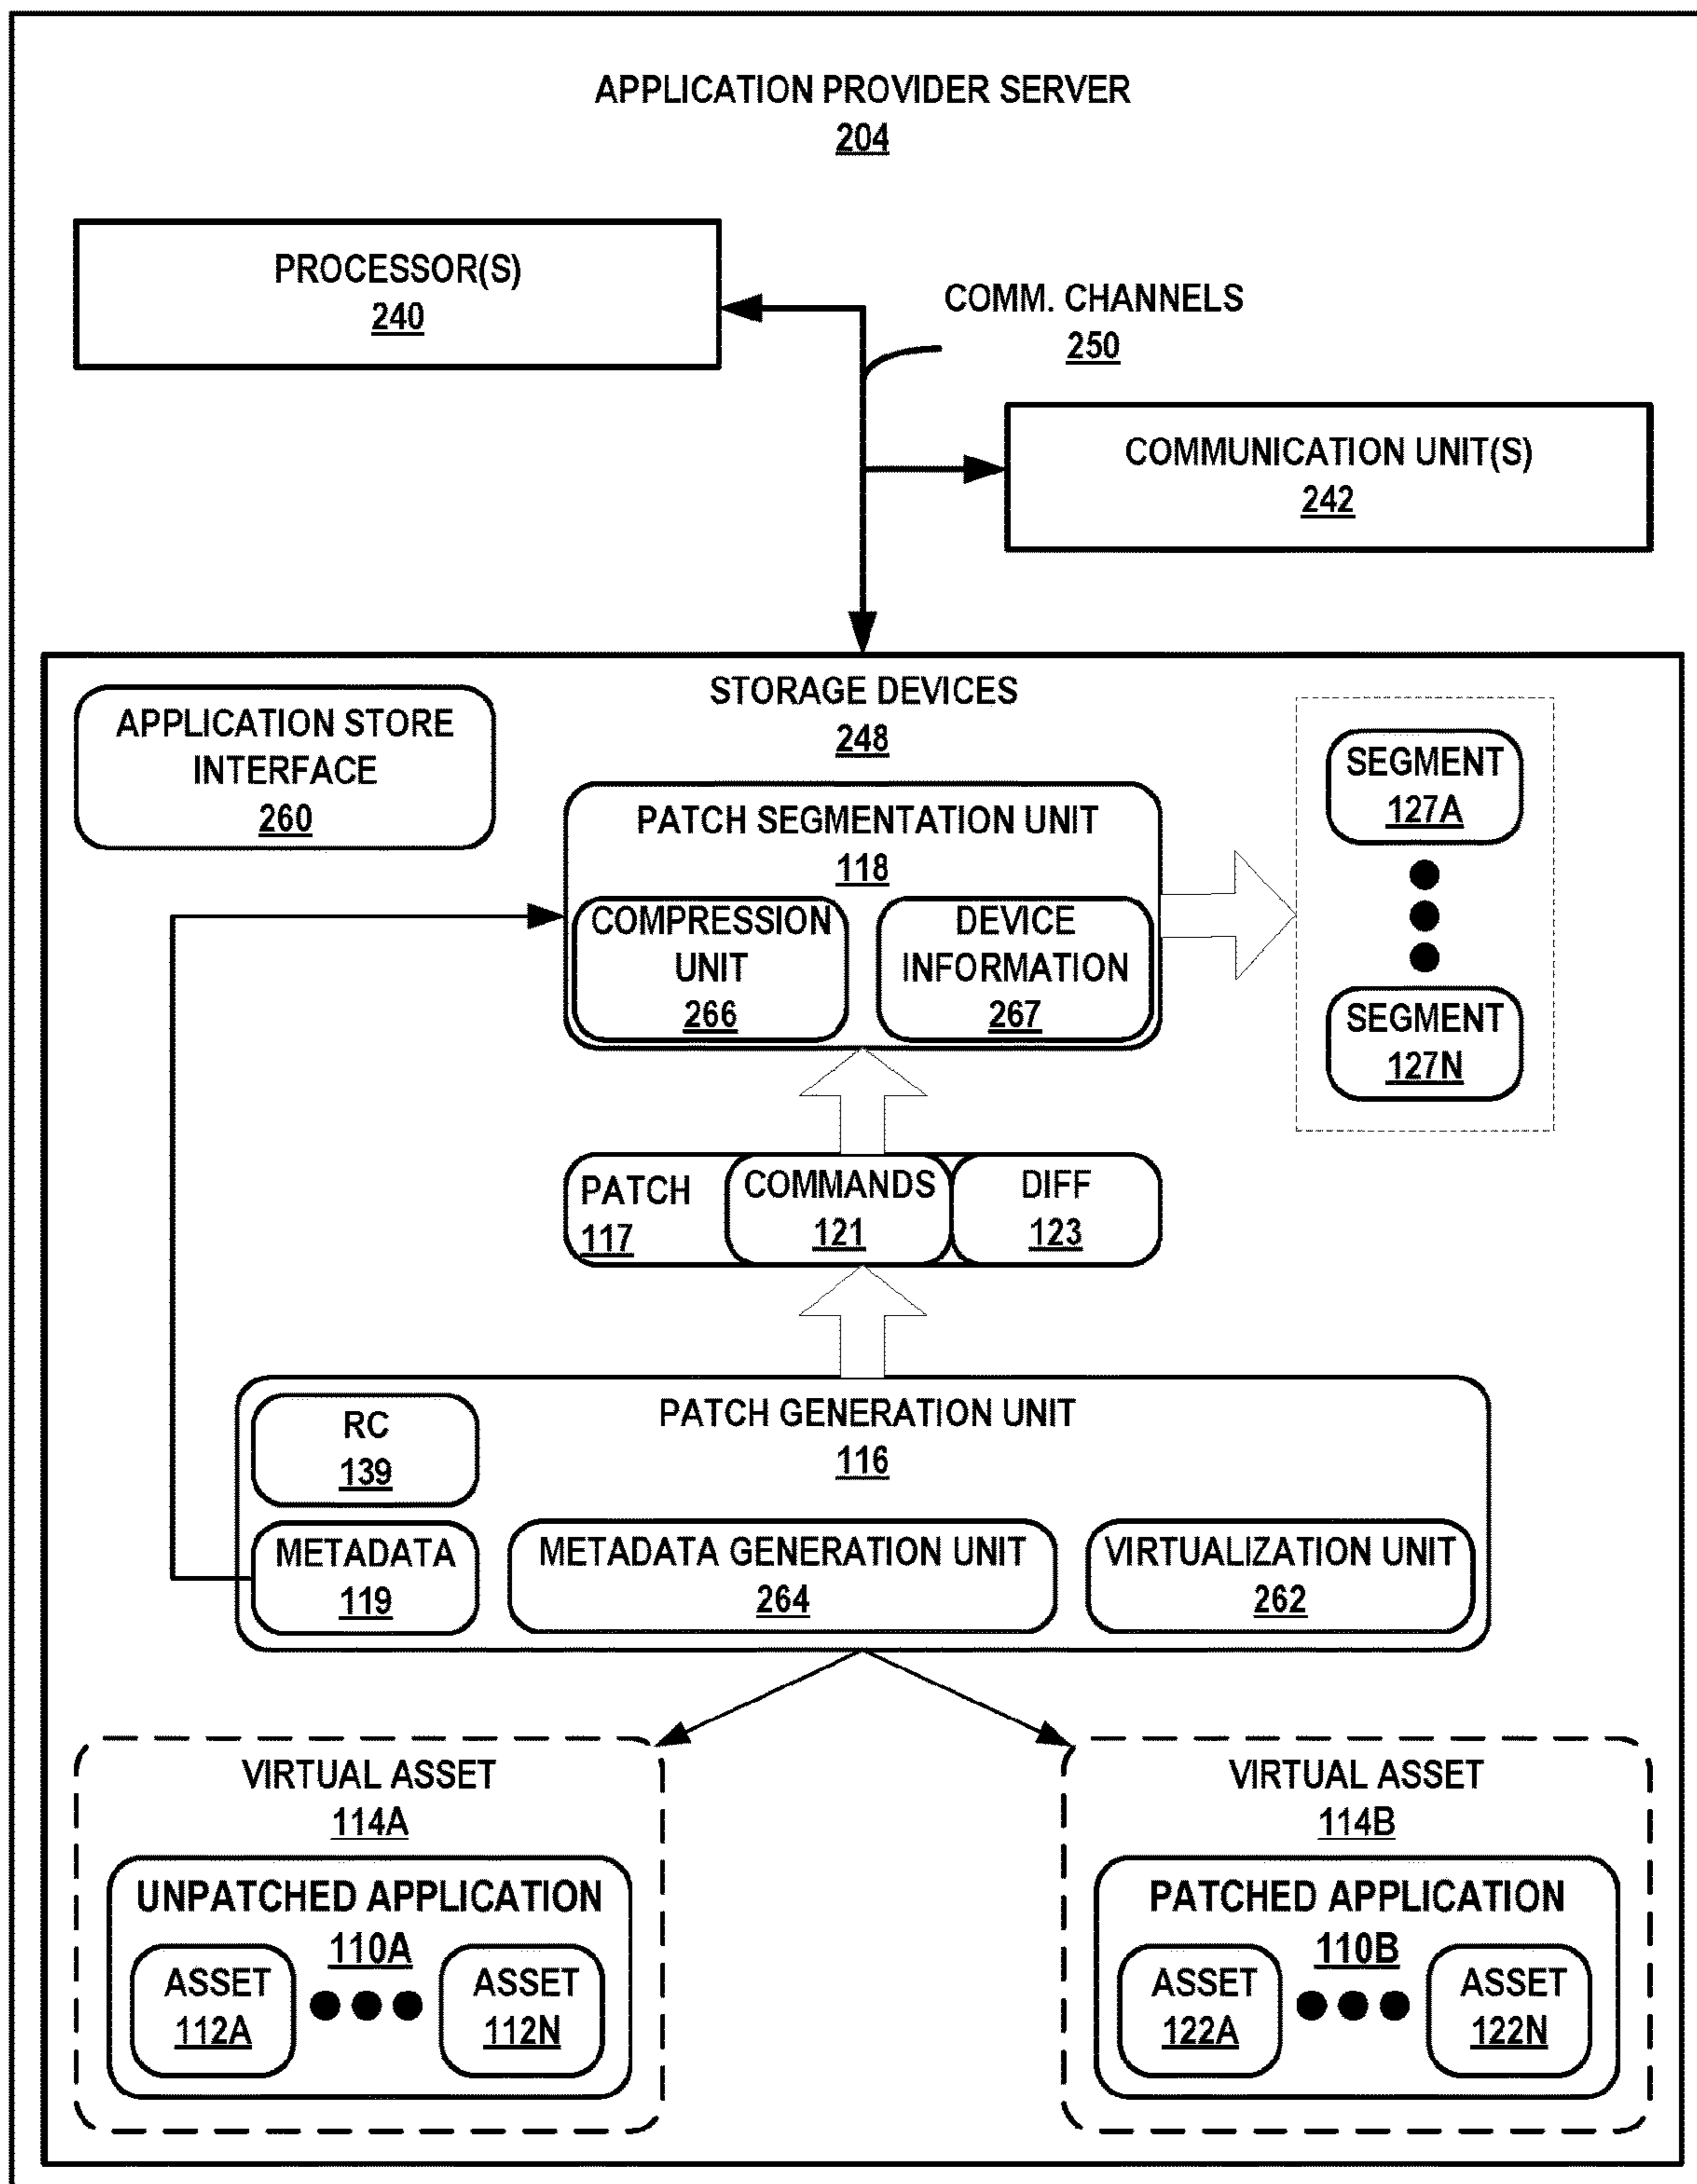 APPLICATION PROVIDER SERVER
204
PROCESSOR(S)
240
COMM. CHANNELS
250
COMMUNICATION UNIT(S)
242
STORAGE DEVICES
248
APPLICATION STORE
INTERFACE
260
PATCH SEGMENTATION UNIT
118
COMPRESSION
UNIT
266
DEVICE
INFORMATION
267
SEGMENT
127A
SEGMENT
127N
PATCH
117
COMMANDS
121
DIFF
123
PATCH GENERATION UNIT
116
RC
139
METADATA
119
METADATA GENERATION UNIT
264
VIRTUALIZATION UNIT
262
VIRTUAL ASSET
114A
UNPATCHED APPLICATION
110A
ASSET
112A
ASSET
112N
VIRTUAL ASSET
114B
PATCHED APPLICATION
110B
ASSET
122A
ASSET
122N